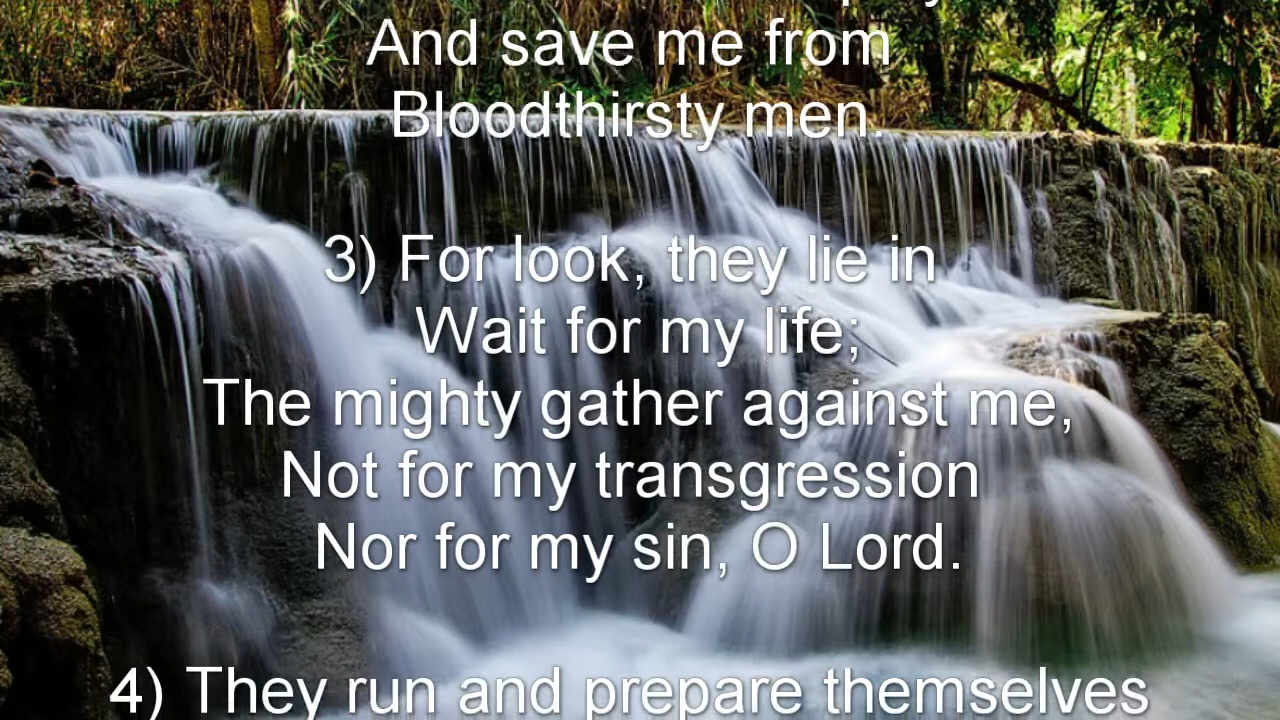 And save me from
Bloodthirsty men.
3) For look, they lie in
Wait for my life;
The mighty gather against me,
Not for my transgression
Nor for my sin, O Lord.
4) They run and prepare themselves